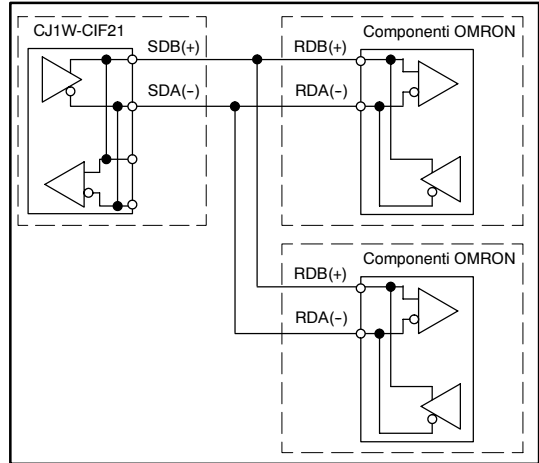 CJ1W-CIF21
SDB(+)
SDA(-)
Componenti OMRON
RDB(+)
RDA(-)
Componenti OMRON
RDB(+)
RDA(-)